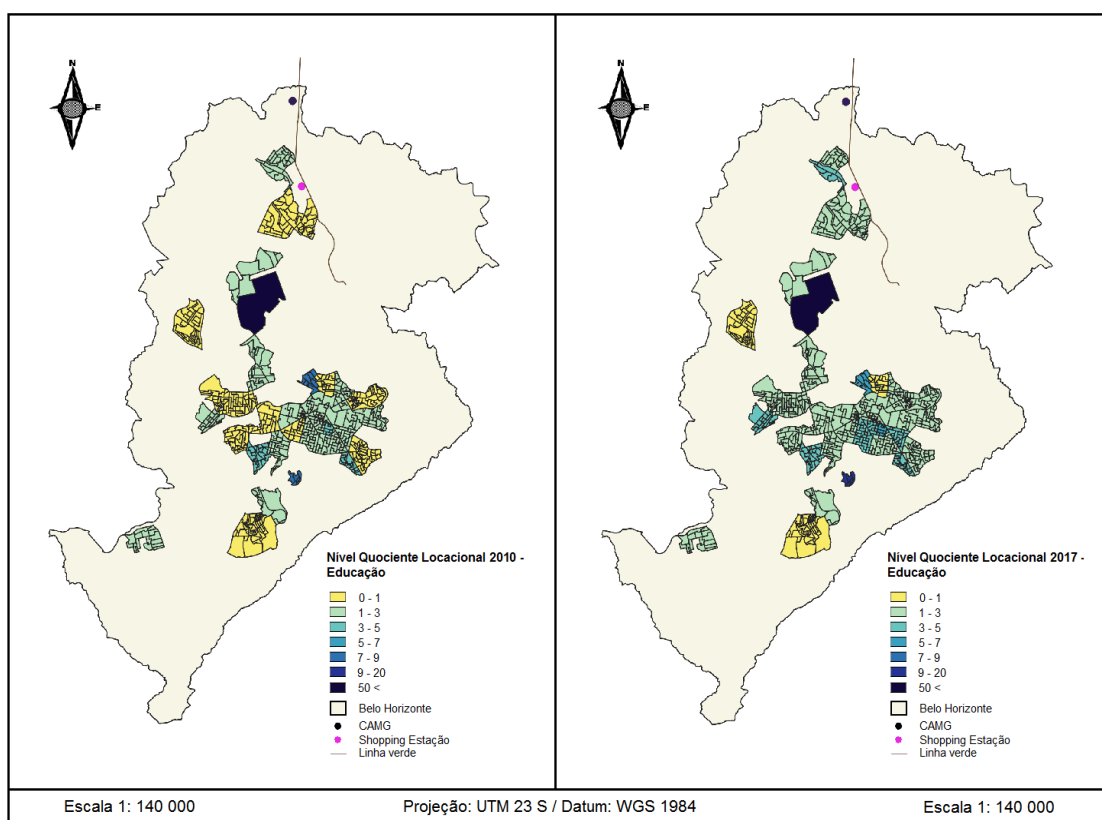 N
E
Nível Quociente Locacional 2010 -
Educação
0 - 1
1 - 3
3 - 5
5 - 7
7 - 9
9 - 20
50 <
Belo Horizonte
CAMG
Shopping Estação
Linha verde
N
E
Nível Quociente Locacional 2017 -
Educação
0 - 1
1 - 3
3 - 5
5 - 7
7 - 9
9 - 20
50 <
Belo Horizonte
CAMG
Shopping Estação
Linha verde
Escala 1: 140 000
Projeção: UTM 23 S / Datum: WGS 1984
Escala 1: 140 000